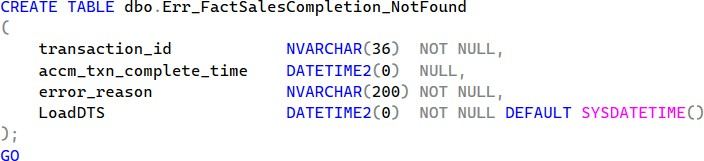 CREATE TABLE dbo.Err_FactSalesCompletion_NotFound
(
    transaction_id            NVARCHAR(36)  NOT NULL,
    accm_txn_complete_time    DATETIME2(0)  NULL,
    error_reason              NVARCHAR(200) NOT NULL,
    LoadDTS                   DATETIME2(0)  NOT NULL DEFAULT SYSDATETIME()
);
GO